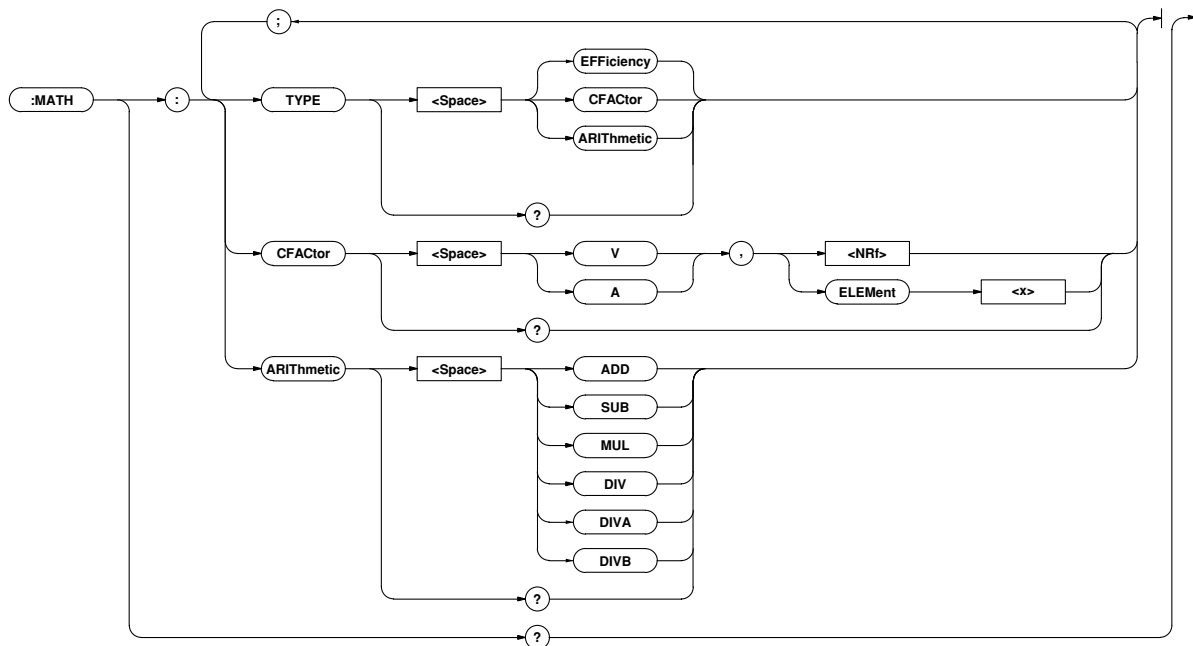 ;
EFFiciency
:MATH : TYPE <Space> CFACtor
ARIThmetic
?
CFACtor <Space> V , <NRf>
A ELEMent <x>
?
ARIThmetic <Space> ADD
SUB
MUL
DIV
DIVA
DIVB
?
?